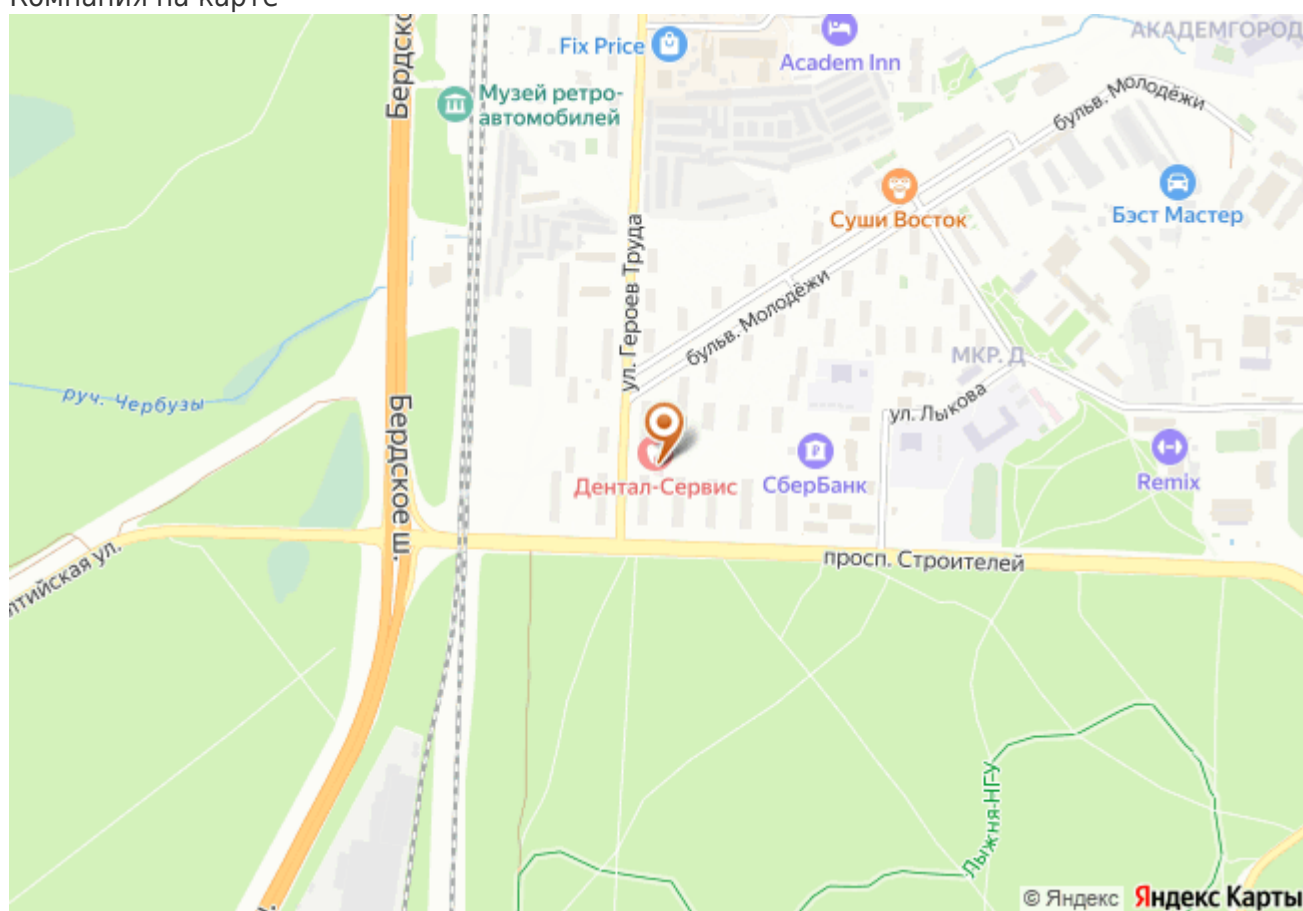 Компания на карте
Бердско
Fix Price
Academ Inn
АКАДЕМГОРОД
Музей ретро-
автомобилей
бульв. Молодёжи
Суши Восток
Бэст Мастер
ул. Героев Труда
бульв. Молодёжи
МКР. Д
руч. Чербузы
Бердское ш.
ул. Лыкова
Дентал-Сервис
СберБанк
Remix
лтийская ул.
просп. Строителей
Лыжня-НГУ
© Яндекс Яндекс Карты